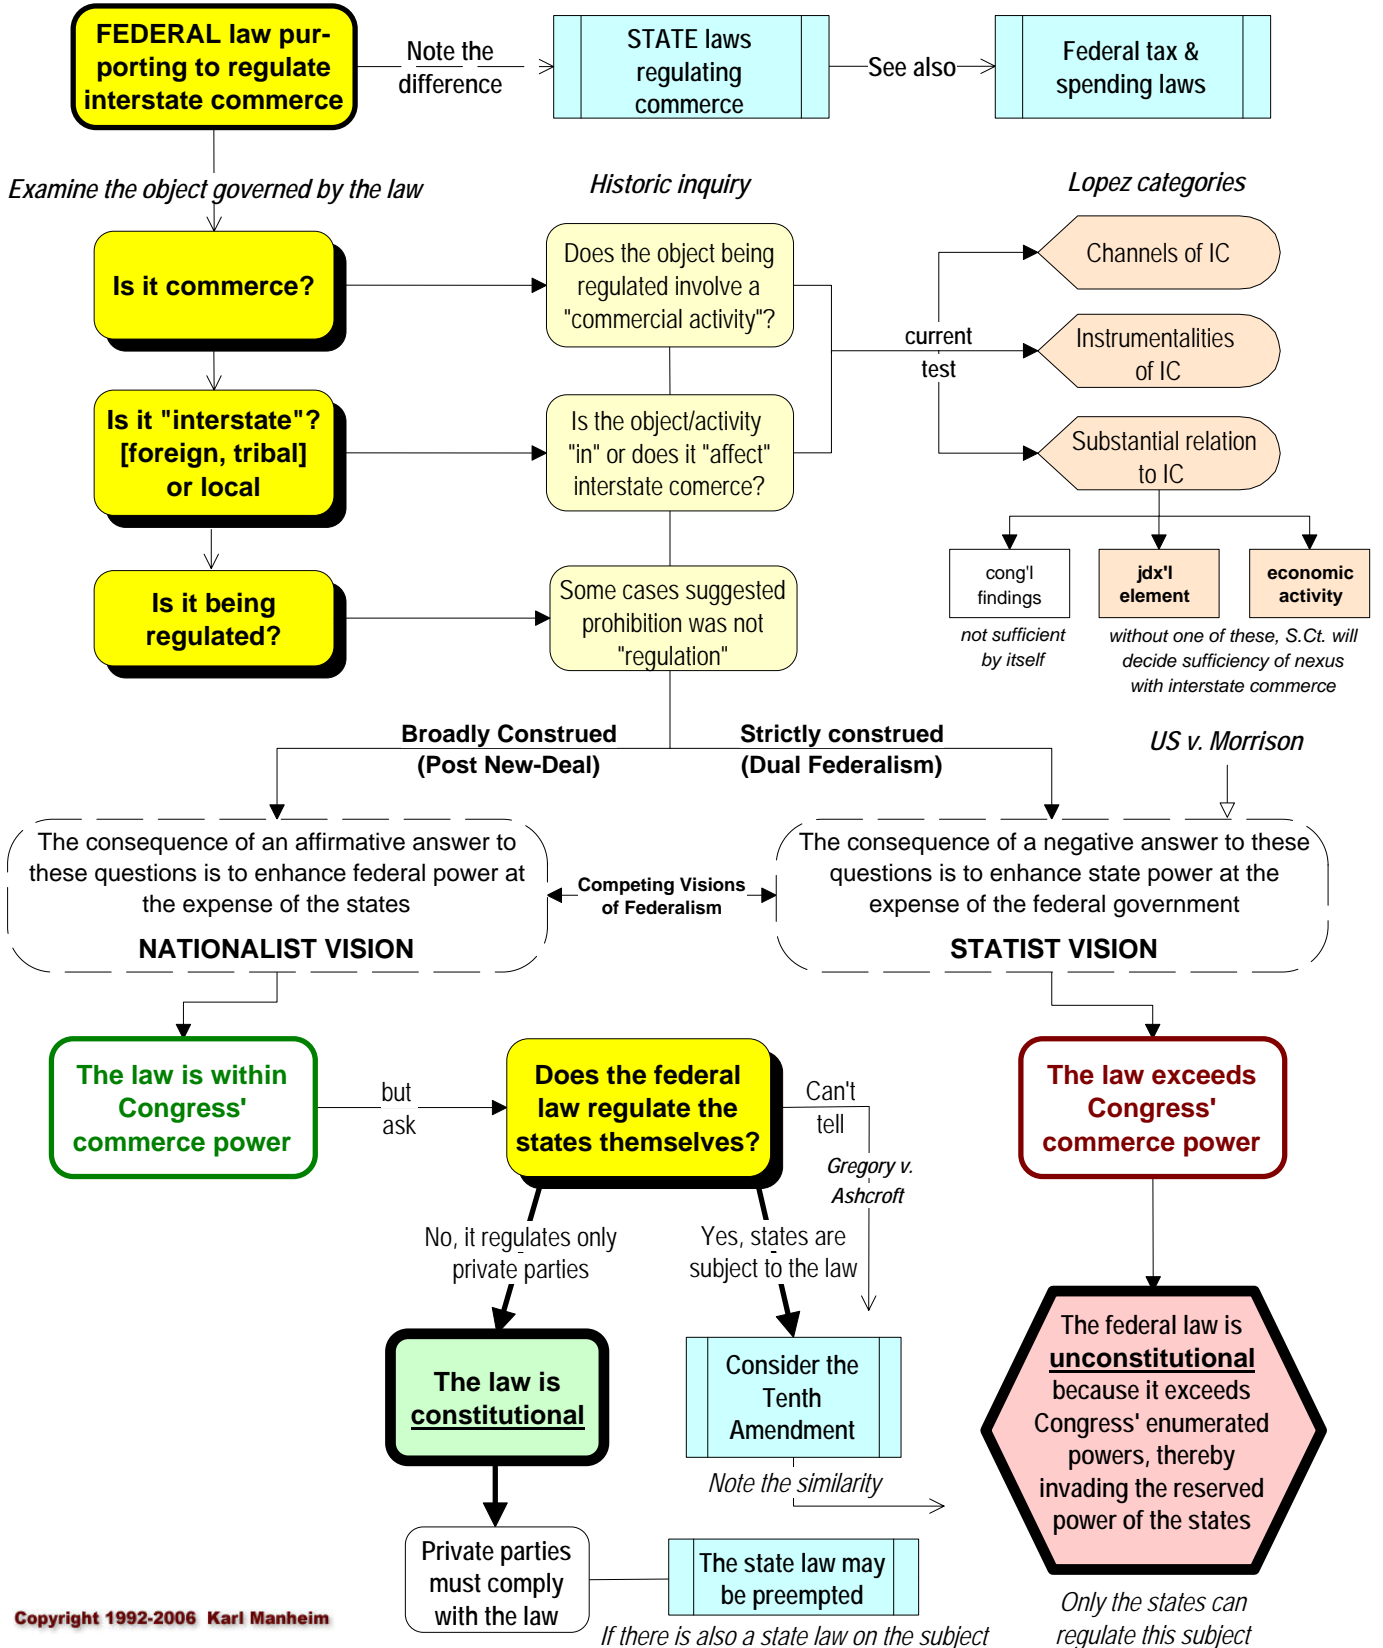 FEDERAL law pur-
porting to regulate
interstate commerce
Note the
difference
STATE laws
regulating
commerce
See also
Federal tax &
spending laws
Examine the object governed by the law
Historic inquiry
Lopez categories
Is it commerce?
Does the object being
regulated involve a
"commercial activity"?
Channels of IC
current
test
Instrumentalities
of IC
Is it "interstate"?
[foreign, tribal]
or local
Is the object/activity
"in" or does it "affect"
interstate comerce?
Substantial relation
to IC
cong'l
findings
jdx'l
element
economic
activity
not sufficient
by itself
without one of these, S.Ct. will
decide sufficiency of nexus
with interstate commerce
Is it being
regulated?
Some cases suggested
prohibition was not
"regulation"
Broadly Construed
(Post New-Deal)
Strictly construed
(Dual Federalism)
US v. Morrison
The consequence of an affirmative answer to
these questions is to enhance federal power at
the expense of the states
NATIONALIST VISION
Competing Visions
of Federalism
The consequence of a negative answer to these
questions is to enhance state power at the
expense of the federal government
STATIST VISION
The law is within
Congress'
commerce power
but
ask
Does the federal
law regulate the
states themselves?
Can't
tell
Gregory v.
Ashcroft
The law exceeds
Congress'
commerce power
No, it regulates only
private parties
Yes, states are
subject to the law
The law is
constitutional
Consider the
Tenth
Amendment
Note the similarity
The federal law is
unconstitutional
because it exceeds
Congress' enumerated
powers, thereby
invading the reserved
power of the states
Private parties
must comply
with the law
The state law may
be preempted
If there is also a state law on the subject
Only the states can
regulate this subject
Copyright 1992-2006 Karl Manheim